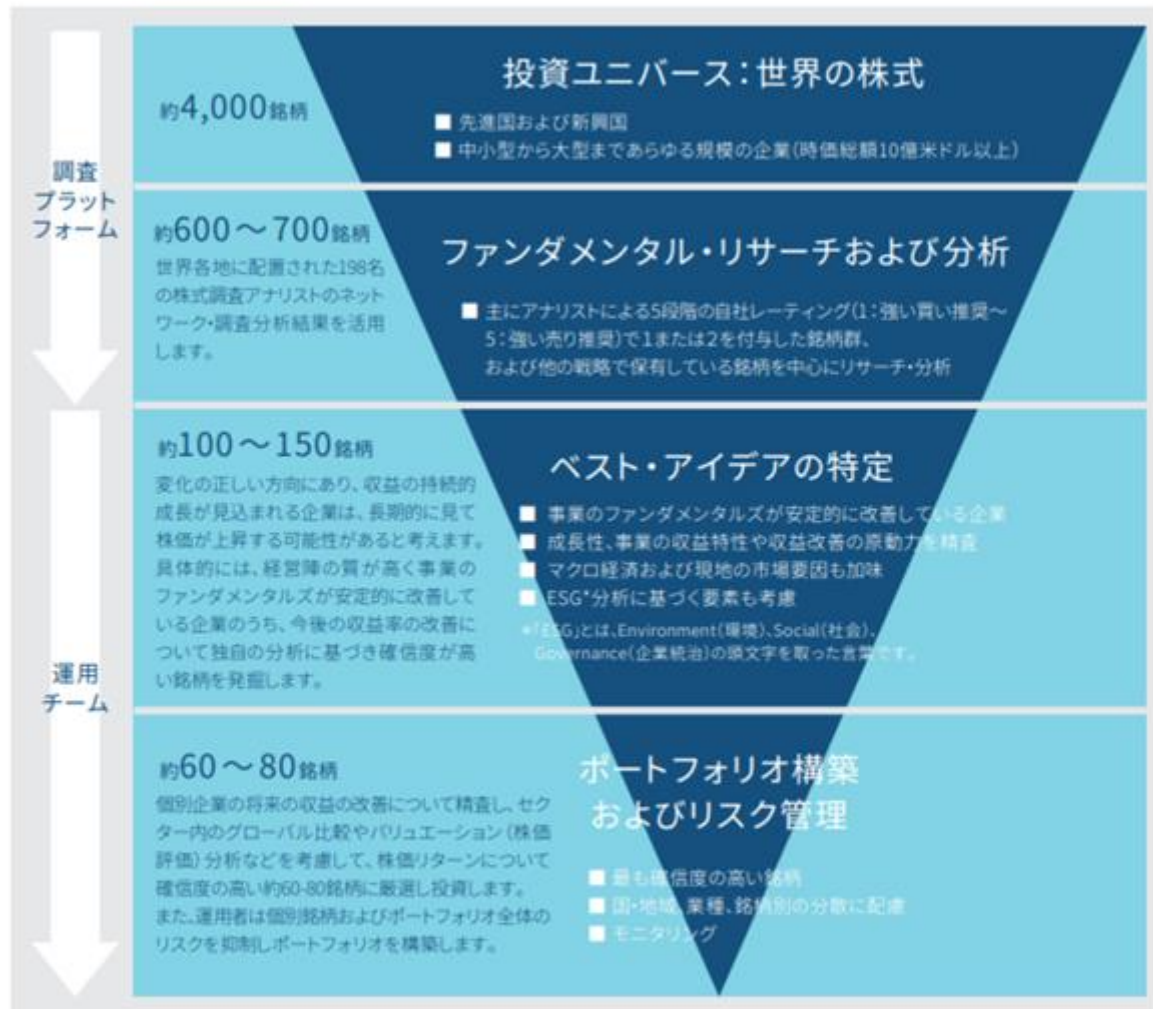 調査
プラット
フォーム
約4,000銘柄
投資ユニバース：世界の株式
■ 先進国および新興国
■ 中小型から大型まであらゆる規模の企業（時価総額10億米ドル以上）
約600～700銘柄
世界各地に配置された198名
の株式調査アナリストのネット
ワーク・調査分析結果を活用
します。
ファンダメンタル・リサーチおよび分析
■ 主にアナリストによる5段階の自社レーティング（1：強い買い推奨～
5：強い売り推奨）で1または2を付与した銘柄群、
および他の戦略で保有している銘柄を中心にリサーチ・分析
運用
チーム
約100～150銘柄
変化の正しい方向にあり、収益の持続的
成長が見込まれる企業は、長期的に見て
株価が上昇する可能性があると考えます。
具体的には、経営陣の質が高く事業の
ファンダメンタルズが安定的に改善して
いる企業のうち、今後の収益率の改善に
ついて独自の分析に基づき確信度が高
い銘柄を発掘します。
ベスト・アイデアの特定
■ 事業のファンダメンタルズが安定的に改善している企業
■ 成長性、事業の収益特性や収益改善の原動力を精査
■ マクロ経済および現地の市場要因も加味
■ ESG*分析に基づく要素も考慮
*「ESG」とは、Environment（環境）、Social（社会）、
Governance（企業統治）の頭文字を取った言葉です。
約60～80銘柄
個別企業の将来の収益の改善について精査し、セク
ター内のグローバル比較やバリュエーション（株価
評価）分析などを考慮して、株価リターンについて
確信度の高い約60-80銘柄に厳選し投資します。
また、運用者は個別銘柄およびポートフォリオ全体の
リスクを抑制しポートフォリオを構築します。
ポートフォリオ構築
およびリスク管理
■ 最も確信度の高い銘柄
■ 国・地域、業種、銘柄別の分散に配慮
■ モニタリング